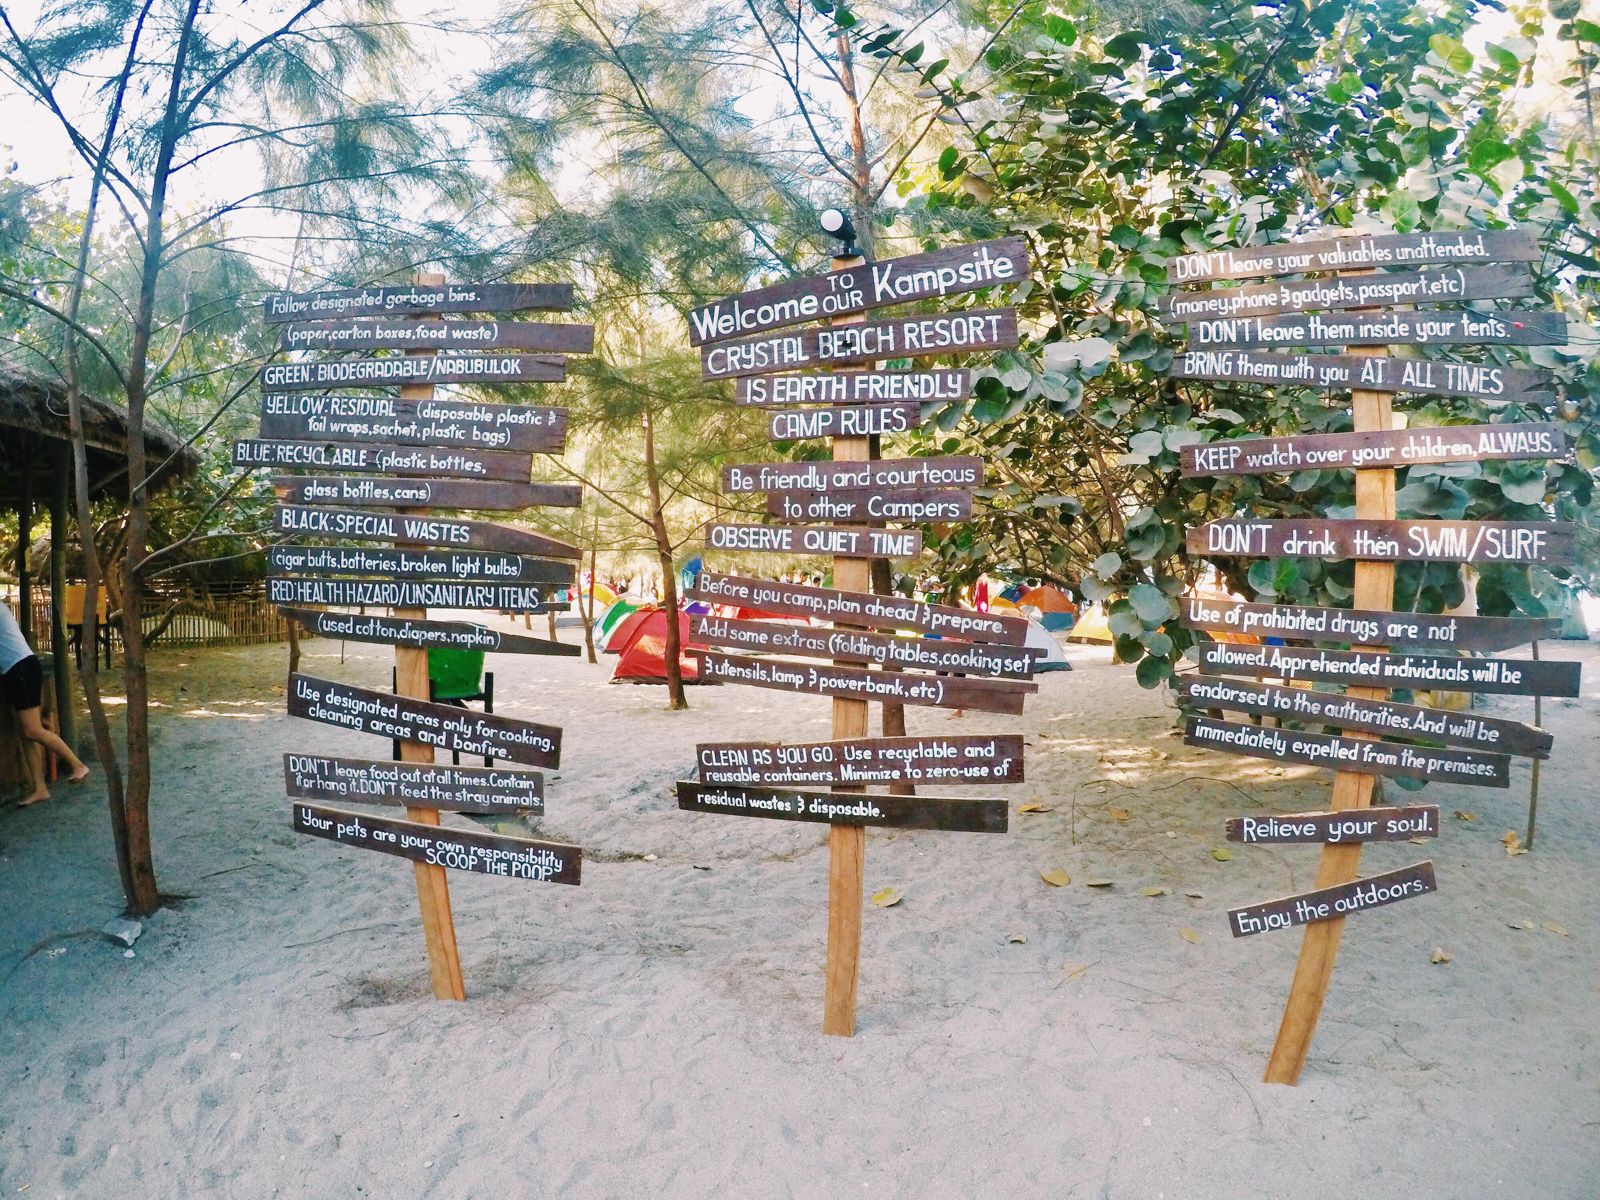 Follow designated garbage bins.
(paper,carton boxes,food waste)
GREEN: BIODEGRADABLE/NABUBULOK
YELLOW:RESIDUAL (disposable plastic &
foil wraps,sachet,plastic bags)
BLUE:RECYCLABLE (plastic bottles,
glass bottles,cans)
BLACK:SPECIAL WASTES
(cigar butts,batteries,broken light bulbs)
RED:HEALTH HAZARD/UNSANITARY ITEMS
(used cotton,diapers,napkin)
Use designated areas only for cooking,
cleaning areas and bonfire.
DON'T leave food out at all times.Contain
it or hang it.DON'T feed the stray animals.
Your pets are your own responsibility
SCOOP THE POOP.
Welcome TO OUR Kampsite
CRYSTAL BEACH RESORT
IS EARTH FRIENDLY
CAMP RULES
Be friendly and courteous
to other Campers
OBSERVE QUIET TIME
Before you camp,plan ahead & prepare.
Add some extras (folding tables,cooking set
& utensils,lamp & powerbank,etc)
CLEAN AS YOU GO. Use recyclable and
reusable containers. Minimize to zero-use of
residual wastes & disposable.
DON'T leave your valuables unattended.
(money,phone & gadgets,passport,etc)
DON'T leave them inside your tents.
BRING them with you AT ALL TIMES
KEEP watch over your children,ALWAYS.
DON'T drink then SWIM/SURF.
Use of prohibited drugs are not
allowed.Apprehended individuals will be
endorsed to the authorities.And will be
immediately expelled from the premises.
Relieve your soul.
Enjoy the outdoors.